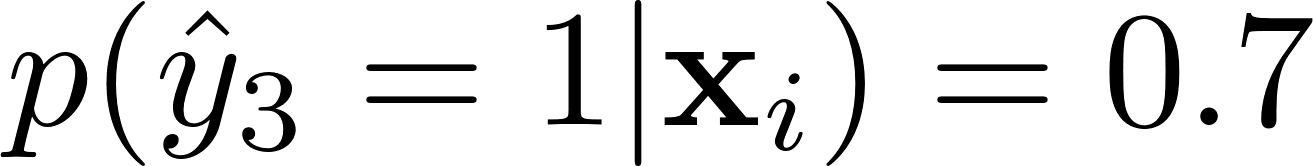 p(ŷ₃ = 1|𝐱ᵢ) = 0.7